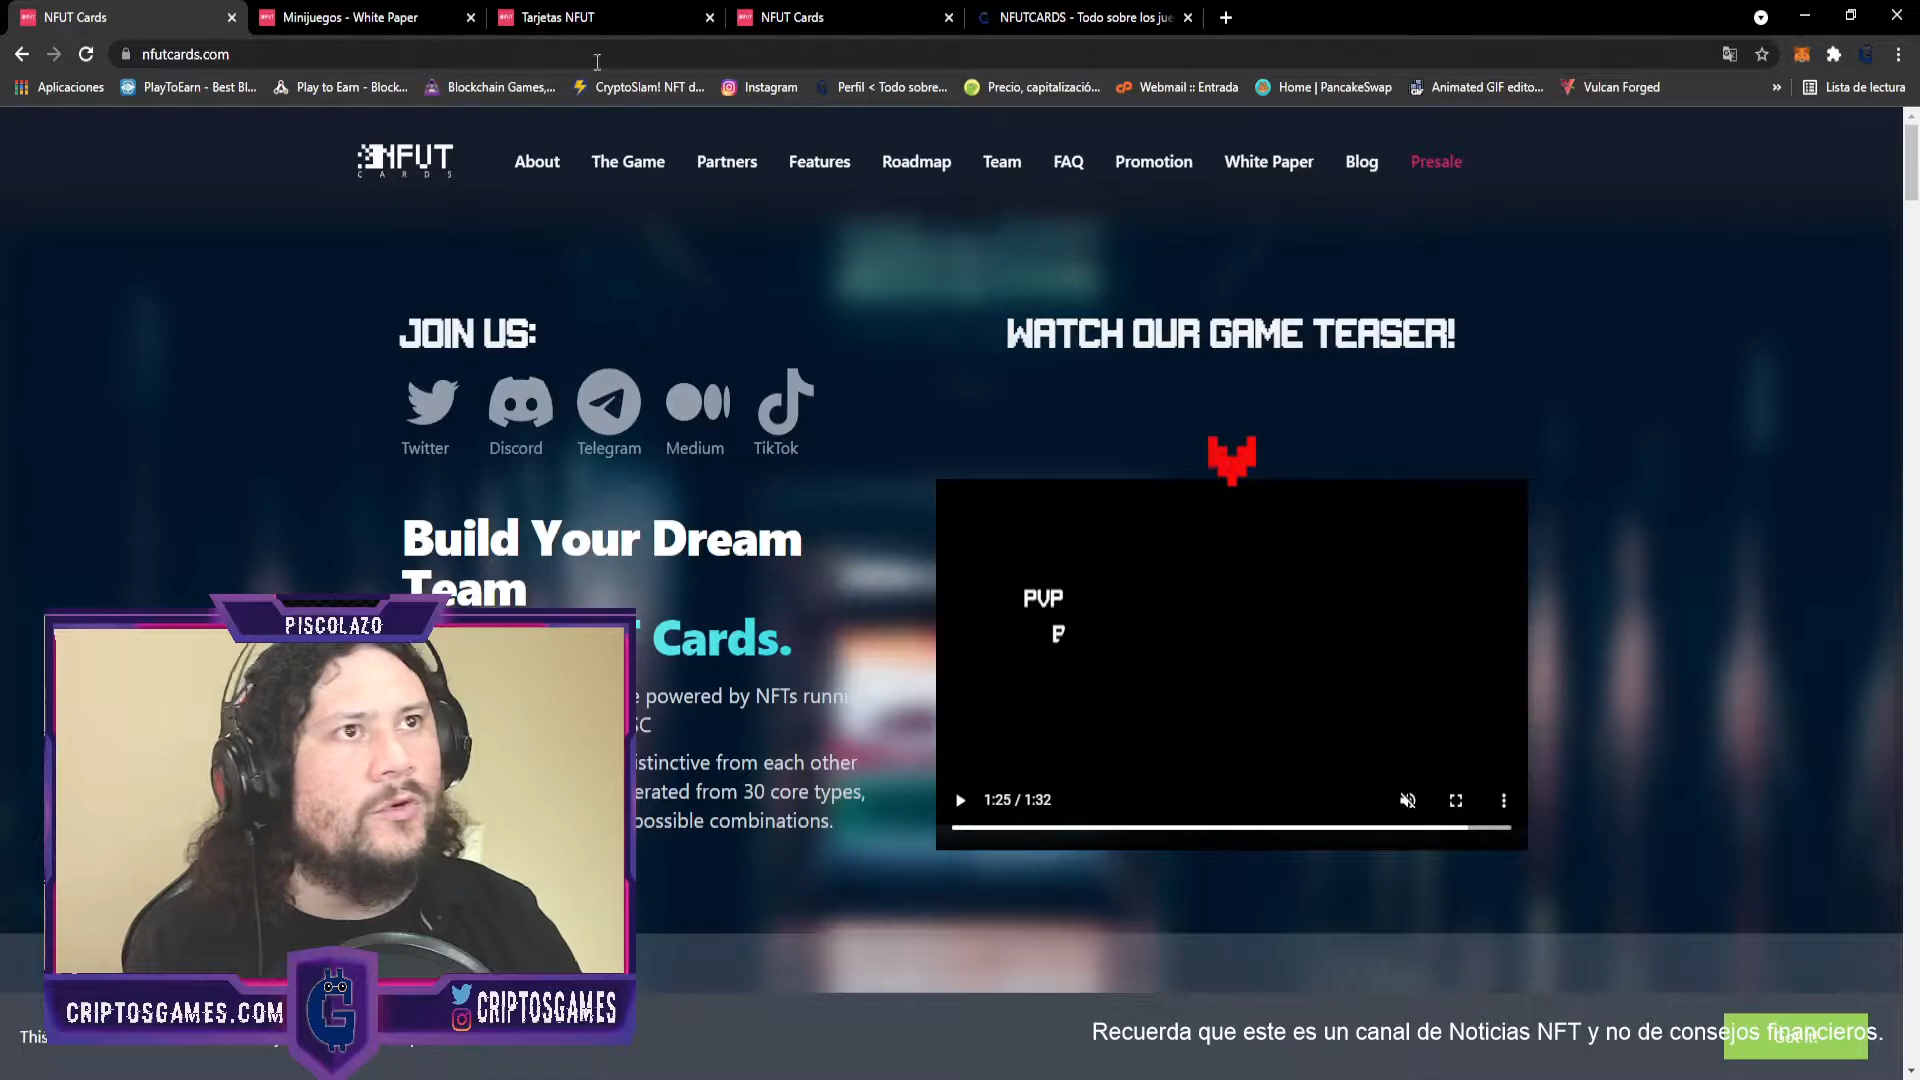 NFUT Cards
Minijuegos - White Paper
Tarjetas NFUT
NFUT Cards
NFUTCARDS - Todo sobre los jue
nfutcards.com
Aplicaciones
PlayToEarn - Best Bl...
Play to Earn - Block...
Blockchain Games,...
CryptoSlam! NFT d...
Instagram
Perfil < Todo sobre...
Precio, capitalizació...
Webmail :: Entrada
Home | PancakeSwap
Animated GIF edito...
Vulcan Forged
»
Lista de lectura
NFUT
CARDS
About
The Game
Partners
Features
Roadmap
Team
FAQ
Promotion
White Paper
Blog
Presale
JOIN US:
WATCH OUR GAME TEASER!
Twitter
Discord
Telegram
Medium
TikTok
Build Your Dream
Team
Cards.
e powered by NFTs runni
SC
istinctive from each other
erated from 30 core types,
possible combinations.
PVP
1:25 / 1:32
PISCOLAZO
CRIPTOSGAMES.COM
G
CRIPTOSGAMES
This
Recuerda que este es un canal de Noticias NFT y no de consejos financieros.